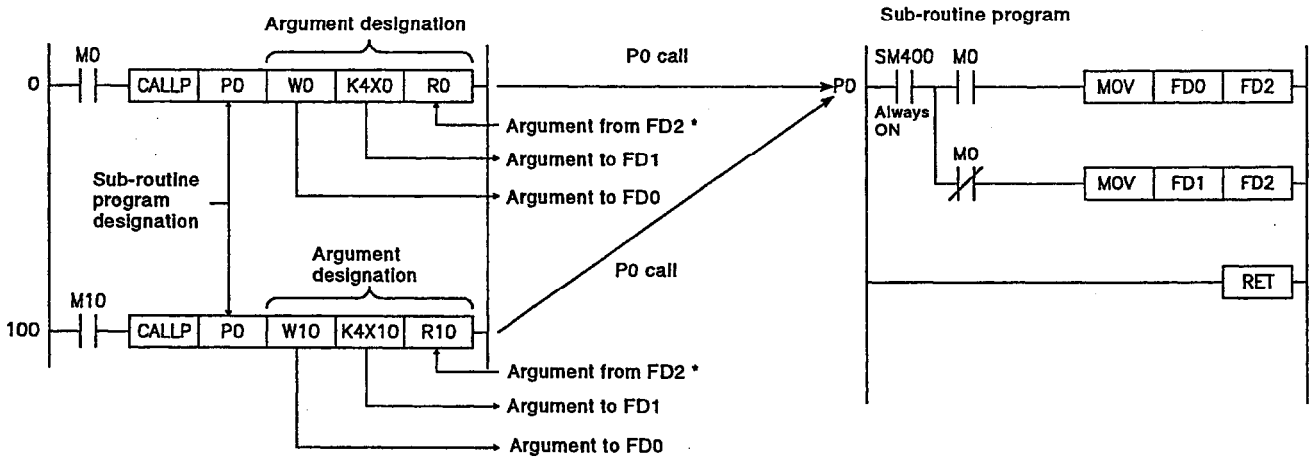 Argument designation
M0
0
CALLP P0 W0 K4X0 R0
P0 call
Argument from FD2 *
Argument to FD1
Argument to FD0
Sub-routine
program
designation
Argument
designation
M10
100
CALLP P0 W10 K4X10 R10
P0 call
Argument from FD2 *
Argument to FD1
Argument to FD0
Sub-routine program
SM400 M0
P0
MOV FD0 FD2
Always
ON
M0
MOV FD1 FD2
RET